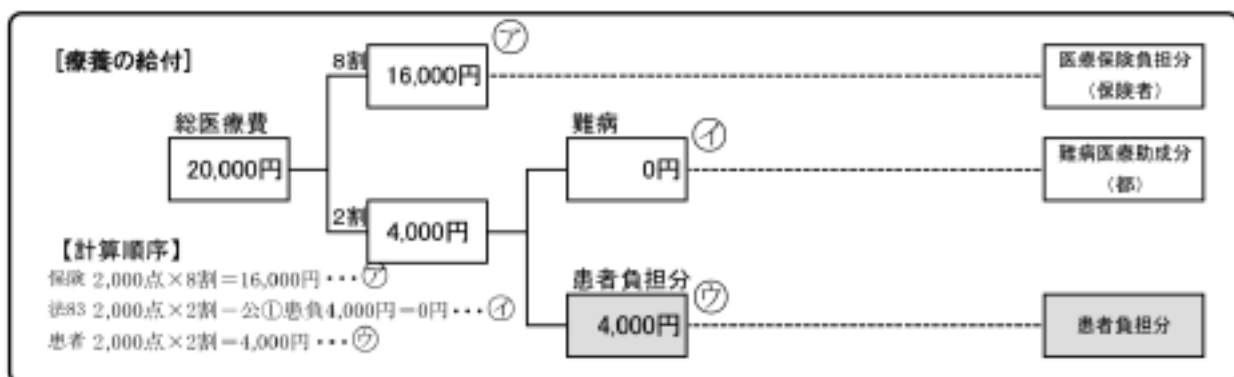 [療養の給付]
8割
16,000円
㋐
医療保険負担分
(保険者)
総医療費
20,000円
難病
0円
㋑
難病医療助成分
(都)
2割
4,000円
【計算順序】
保険 2,000点×8割=16,000円・・・㋐
法83 2,000点×2割-公①患負4,000円=0円・・・㋑
患者 2,000点×2割=4,000円・・・㋒
患者負担分
4,000円
㋒
患者負担分